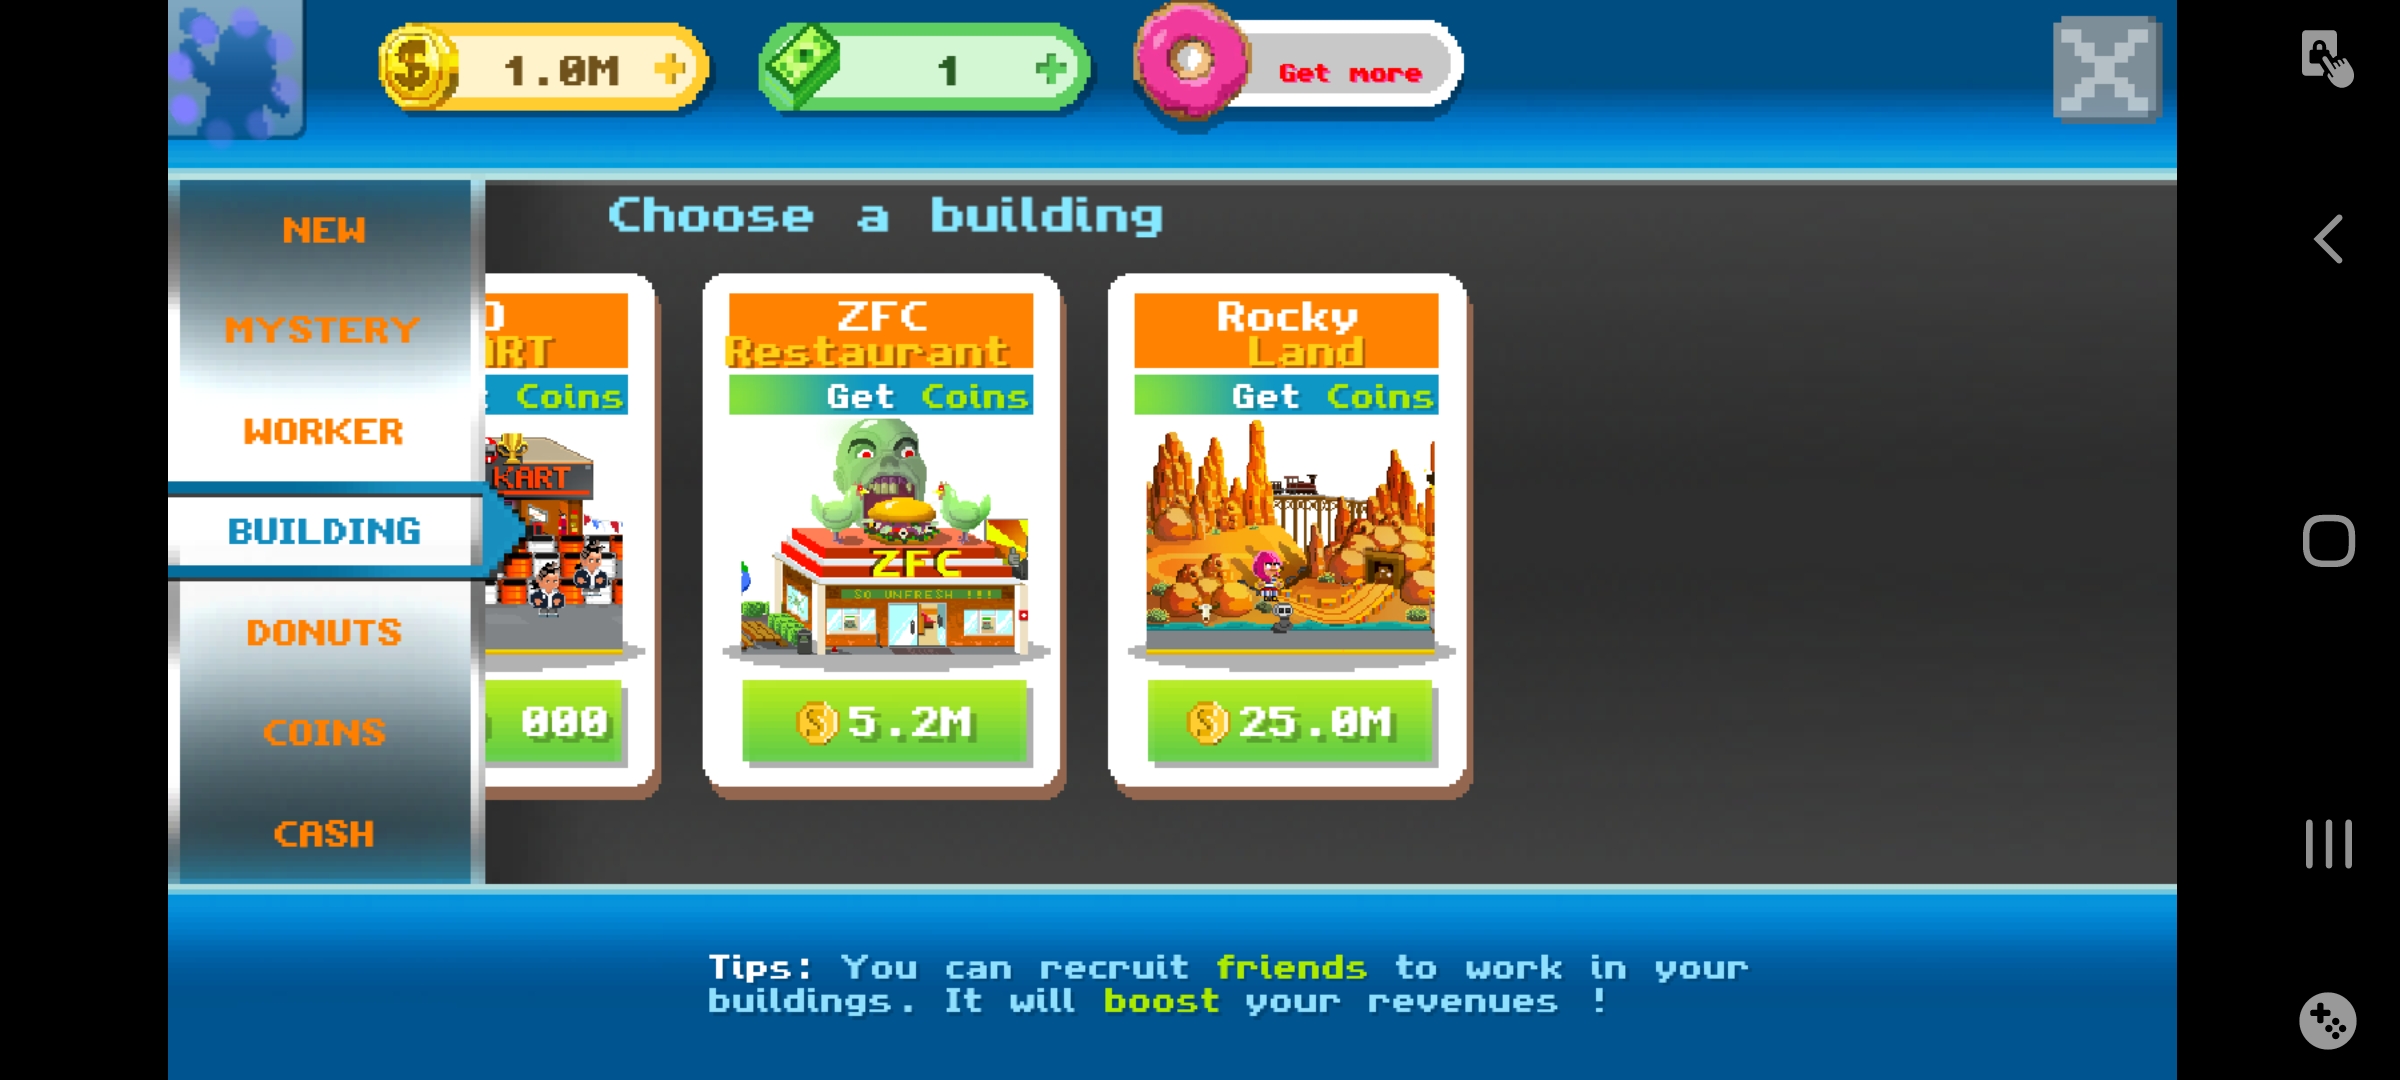 1.0M
1
Get more
NEW
MYSTERY
WORKER
BUILDING
DONUTS
COINS
CASH
Choose a building
Coins
KART
000
ZFC
Restaurant
Get Coins
ZFC
SO UNFRESH !!!
5.2M
Rocky
Land
Get Coins
25.0M
Tips: You can recruit friends to work in your
buildings. It will boost your revenues !